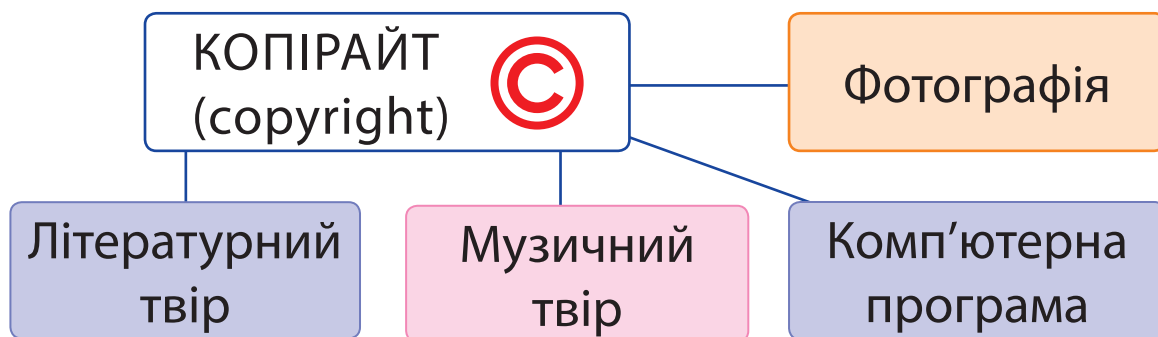 КОПІРАЙТ
(copyright)
©
Фотографія
Літературний
твір
Музичний
твір
Комп’ютерна
програма